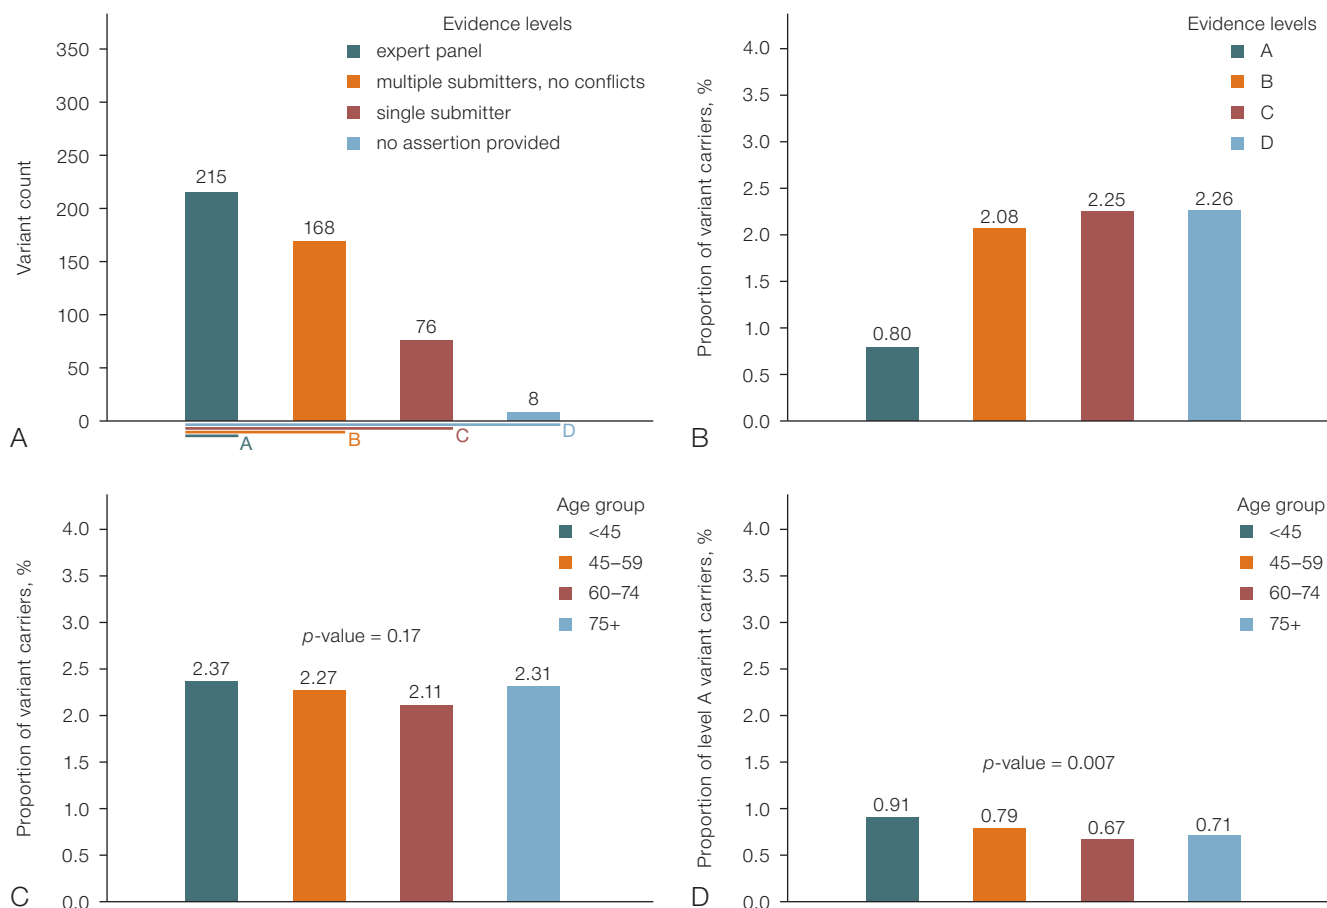 Evidence levels
expert panel
multiple submitters, no conflicts
single submitter
no assertion provided
Variant count
350
300
250
200
150
100
50
0
215
168
76
8
A
B
C
D
A
Evidence levels
A
B
C
D
Proportion of variant carriers, %
4.0
3.5
3.0
2.5
2.0
1.5
1.0
0.5
0.0
0.80
2.08
2.25
2.26
B
Age group
<45
45–59
60–74
75+
Proportion of variant carriers, %
4.0
3.5
3.0
2.5
2.0
1.5
1.0
0.5
0.0
p-value = 0.17
2.37
2.27
2.11
2.31
C
Age group
<45
45–59
60–74
75+
Proportion of level A variant carriers, %
4.0
3.5
3.0
2.5
2.0
1.5
1.0
0.5
0.0
p-value = 0.007
0.91
0.79
0.67
0.71
D